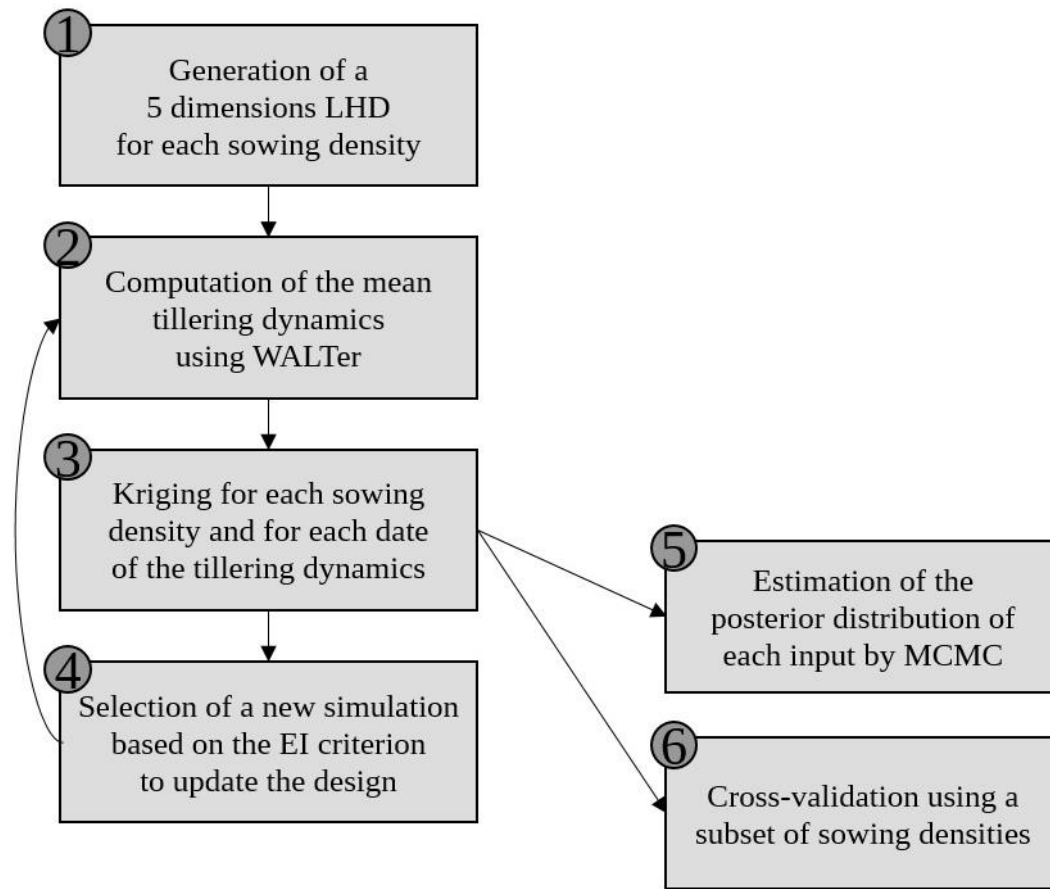 1
Generation of a
5 dimensions LHD
for each sowing density
2
Computation of the mean
tillering dynamics
using WALTer
3
Kriging for each sowing
density and for each date
of the tillering dynamics
4
Selection of a new simulation
based on the EI criterion
to update the design
5
Estimation of the
posterior distribution of
each input by MCMC
6
Cross-validation using a
subset of sowing densities